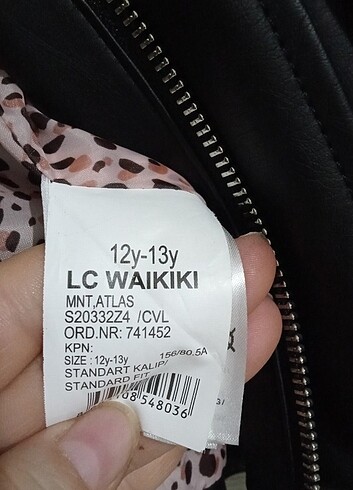 12y-13y
LC WAIKIKI
MNT,ATLAS
S20332Z4 /CVL
ORD.NR: 741452
KPN:
SIZE : 12y-13y 156/80.5A
STANDART KALIP/
STANDARD FIT
98548036